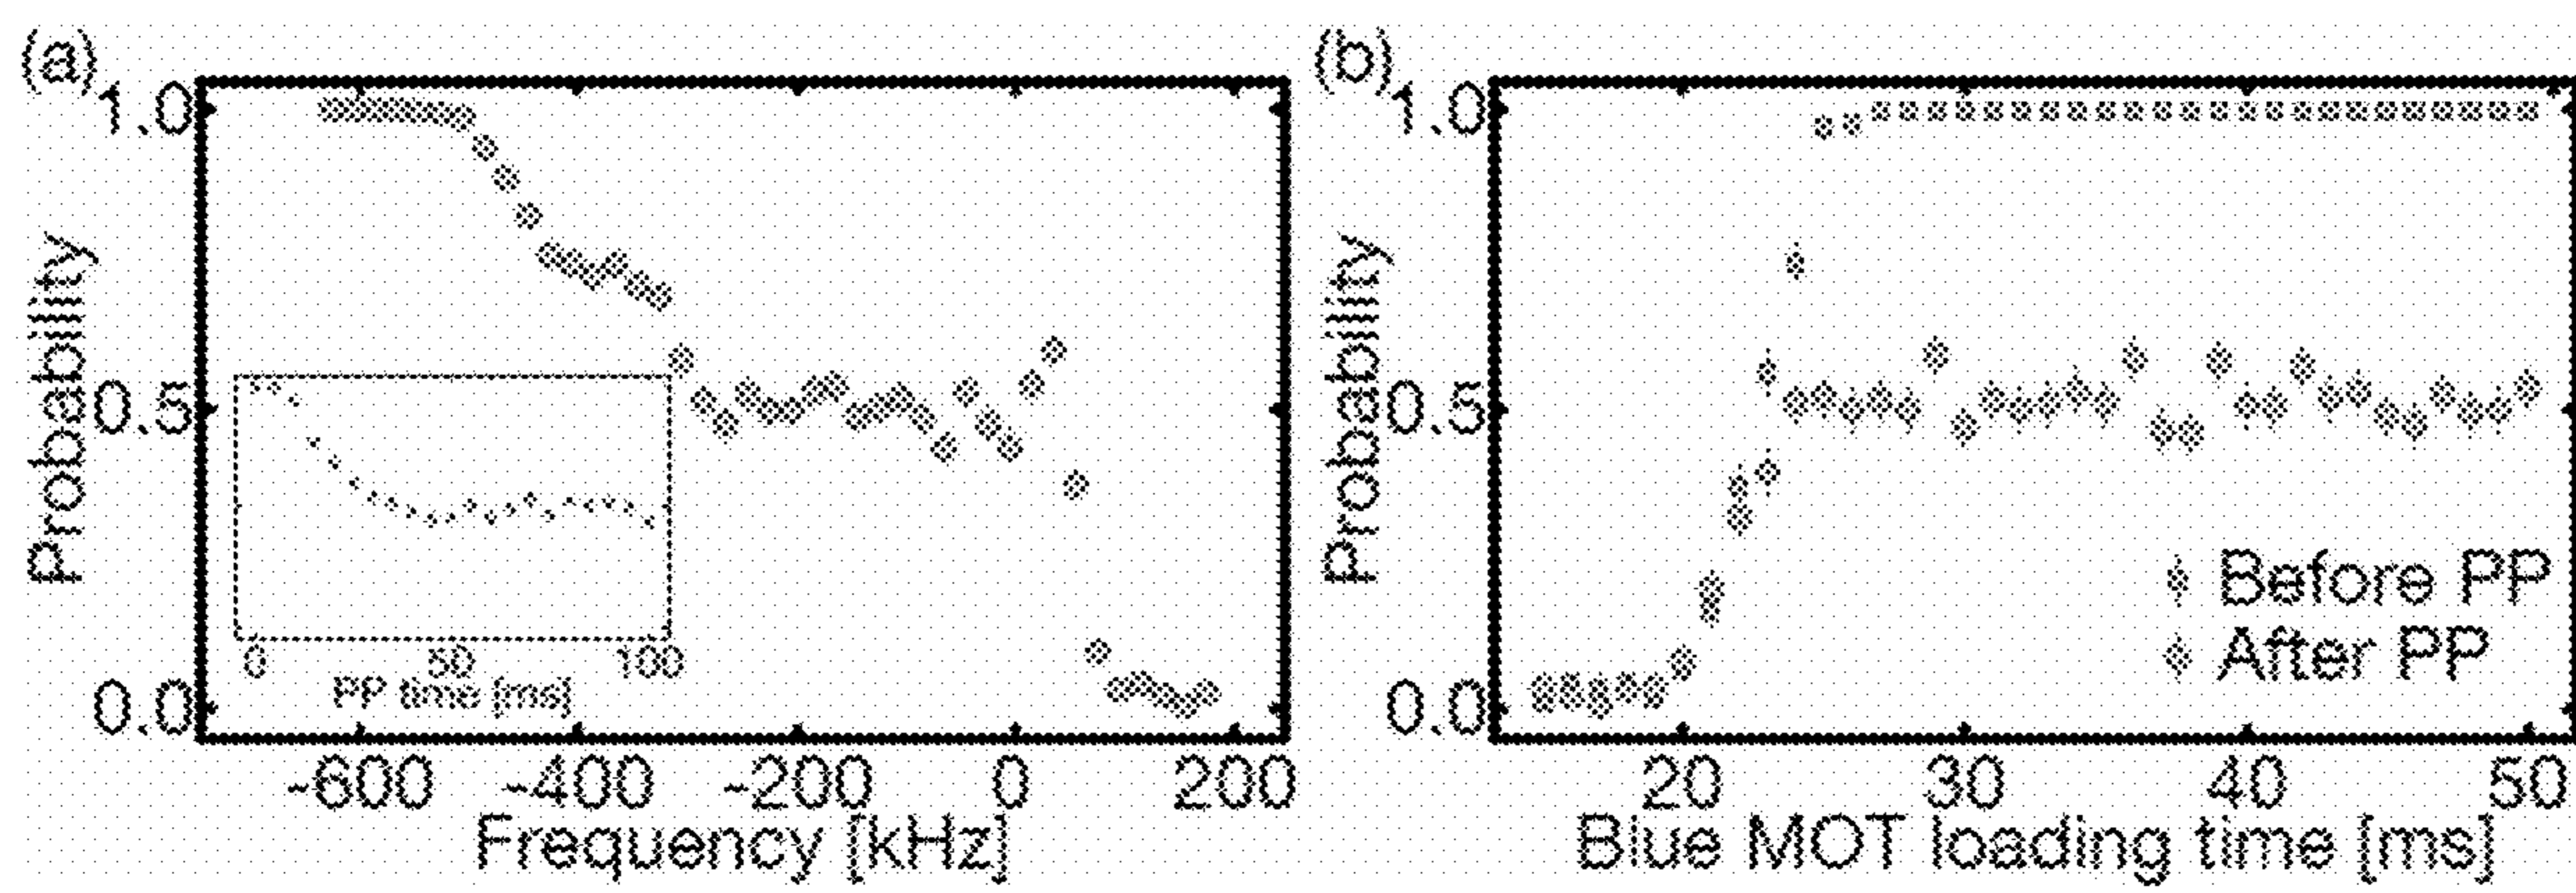 (a)
1.0
0.5
0.0
Probability
0
50
100
PP time [ms]
-600
-400
-200
0
200
Frequency [kHz]
(b)
1.0
0.5
0.0
Probability
Before PP
After PP
20
30
40
50
Blue MOT loading time [ms]